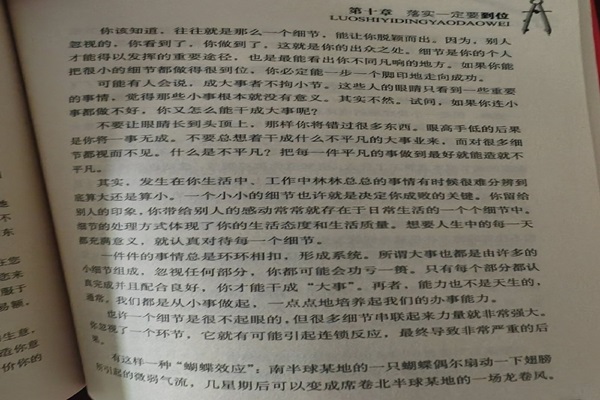 第十章 落实一定要到位
LUOSHIYIDINGYAODAOWEI
你该知道，往往就是那么一个细节，能让你脱颖而出。因为，别人
忽视的，你看到了，你做到了，这就是你的出众之处。细节是你的个人
才能得以发挥的重要途径，也是最能看出你不同凡响的地方。如果你能
把很小的细节都做得很到位，你必定能一步一个脚印地走向成功。
可能有人会说，成大事者不拘小节。这些人的眼睛只看到一些重要
的事情，觉得那些小事根本就没有意义。其实不然。试问，如果你连小
事都做不好，你又怎么能干成大事呢？
不要让眼睛长到头顶上，那样你将错过很多东西。眼高手低的后果
是你将一事无成。不要总想着干成什么不平凡的大事业来，而对很多细
节都视而不见。什么是不平凡？把每一件平凡的事做到最好就能造就不
平凡。
其实，发生在你生活中、工作中林林总总的事情有时候很难分辨到
底算大还是算小。一个小小的细节也许就是决定你成败的关键。你留给
别人的印象，你带给别人的感动常常就存在于日常生活的一个个细节中。
细节的处理方式体现了你的生活态度和生活质量。想要人生中的每一天
都充满意义，就认真对待每一个细节。
一件件的事情总是环环相扣，形成系统。所谓大事也都是由许多的
小细节组成，忽视任何部分，你都可能会功亏一篑。只有每个部分都认
真完成并且配合良好，你才能干成“大事”。再者，能力也不是天生的，
通常，我们都是从小事做起，一点点地培养起我们的办事能力。
也许一个细节是很不起眼的，但很多细节串联起来力量就非常强大。
你忽视了一个环节，它就有可能引起连锁反应，最终导致非常严重的后
果。
有这样一种“蝴蝶效应”：南半球某地的一只蝴蝶偶尔扇动一下翅膀
所引起的微弱气流，几星期后可以变成席卷北半球某地的一场龙卷风。